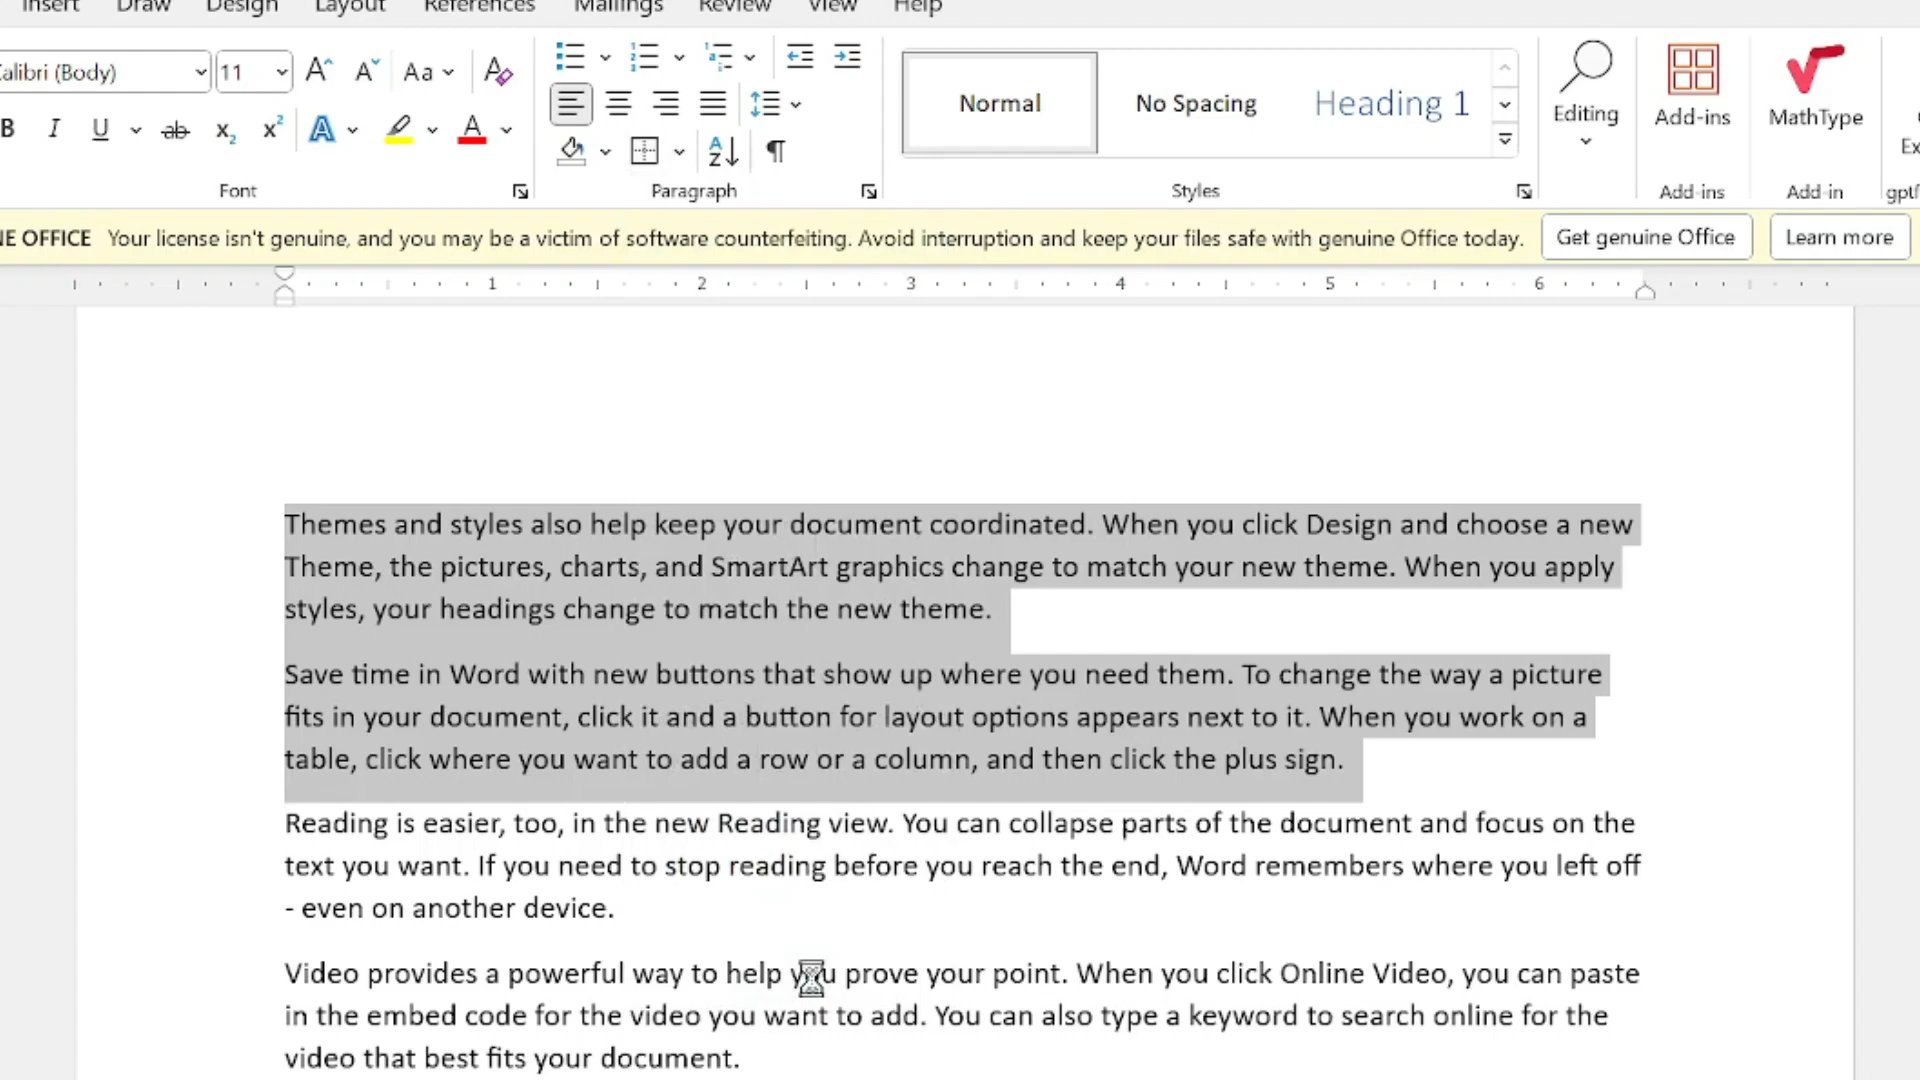 Insert Draw Design Layout References Mailings Review View Help
Calibri (Body) 11 Aa
Normal No Spacing Heading 1
Editing Add-ins MathType
Font Paragraph Styles Add-ins Add-in
OFFICE Your license isn't genuine, and you may be a victim of software counterfeiting. Avoid interruption and keep your files safe with genuine Office today. Get genuine Office Learn more
1 2 3 4 5 6
Themes and styles also help keep your document coordinated. When you click Design and choose a new
Theme, the pictures, charts, and SmartArt graphics change to match your new theme. When you apply
styles, your headings change to match the new theme.
Save time in Word with new buttons that show up where you need them. To change the way a picture
fits in your document, click it and a button for layout options appears next to it. When you work on a
table, click where you want to add a row or a column, and then click the plus sign.
Reading is easier, too, in the new Reading view. You can collapse parts of the document and focus on the
text you want. If you need to stop reading before you reach the end, Word remembers where you left off
- even on another device.
Video provides a powerful way to help you prove your point. When you click Online Video, you can paste
in the embed code for the video you want to add. You can also type a keyword to search online for the
video that best fits your document.